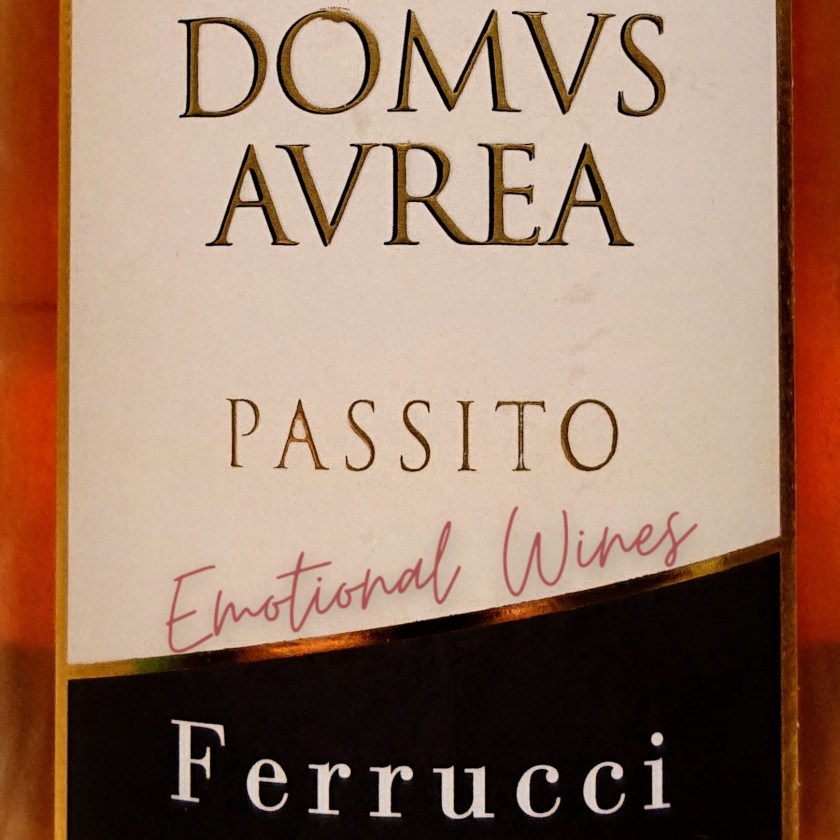 DOMVS
AVREA
PASSITO
Emotional Wines
Ferrucci